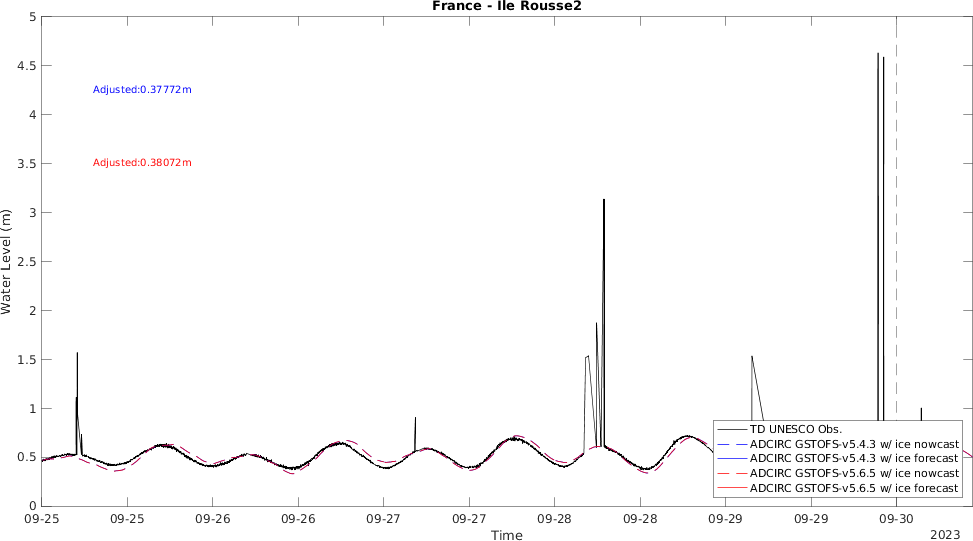 France - Ile Rousse2
5
4.5
4
3.5
3
2.5
2
1.5
1
0.5
0
Water Level (m)
Adjusted:0.37772m
Adjusted:0.38072m
TD UNESCO Obs.
ADCIRC GSTOFS-v5.4.3 w/ ice nowcast
ADCIRC GSTOFS-v5.4.3 w/ ice forecast
ADCIRC GSTOFS-v5.6.5 w/ ice nowcast
ADCIRC GSTOFS-v5.6.5 w/ ice forecast
09-25 09-25 09-26 09-26 09-27 09-27 09-28 09-28 09-29 09-29 09-30
Time
2023